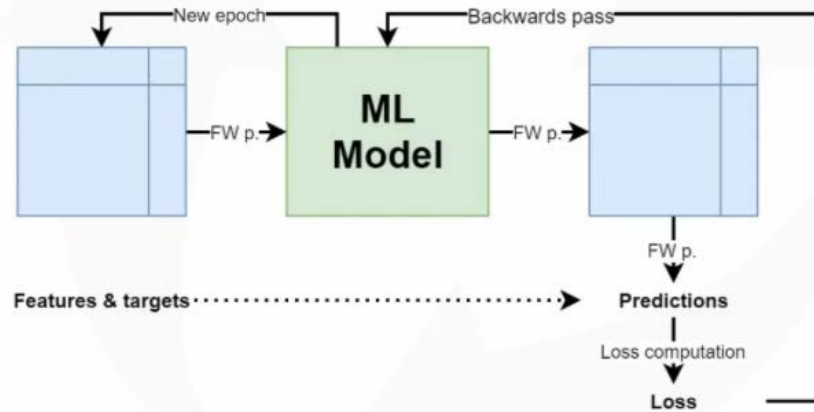 New epoch
Backwards pass
FW p.
ML
Model
FW p.
FW p.
Features & targets
Predictions
Loss computation
Loss